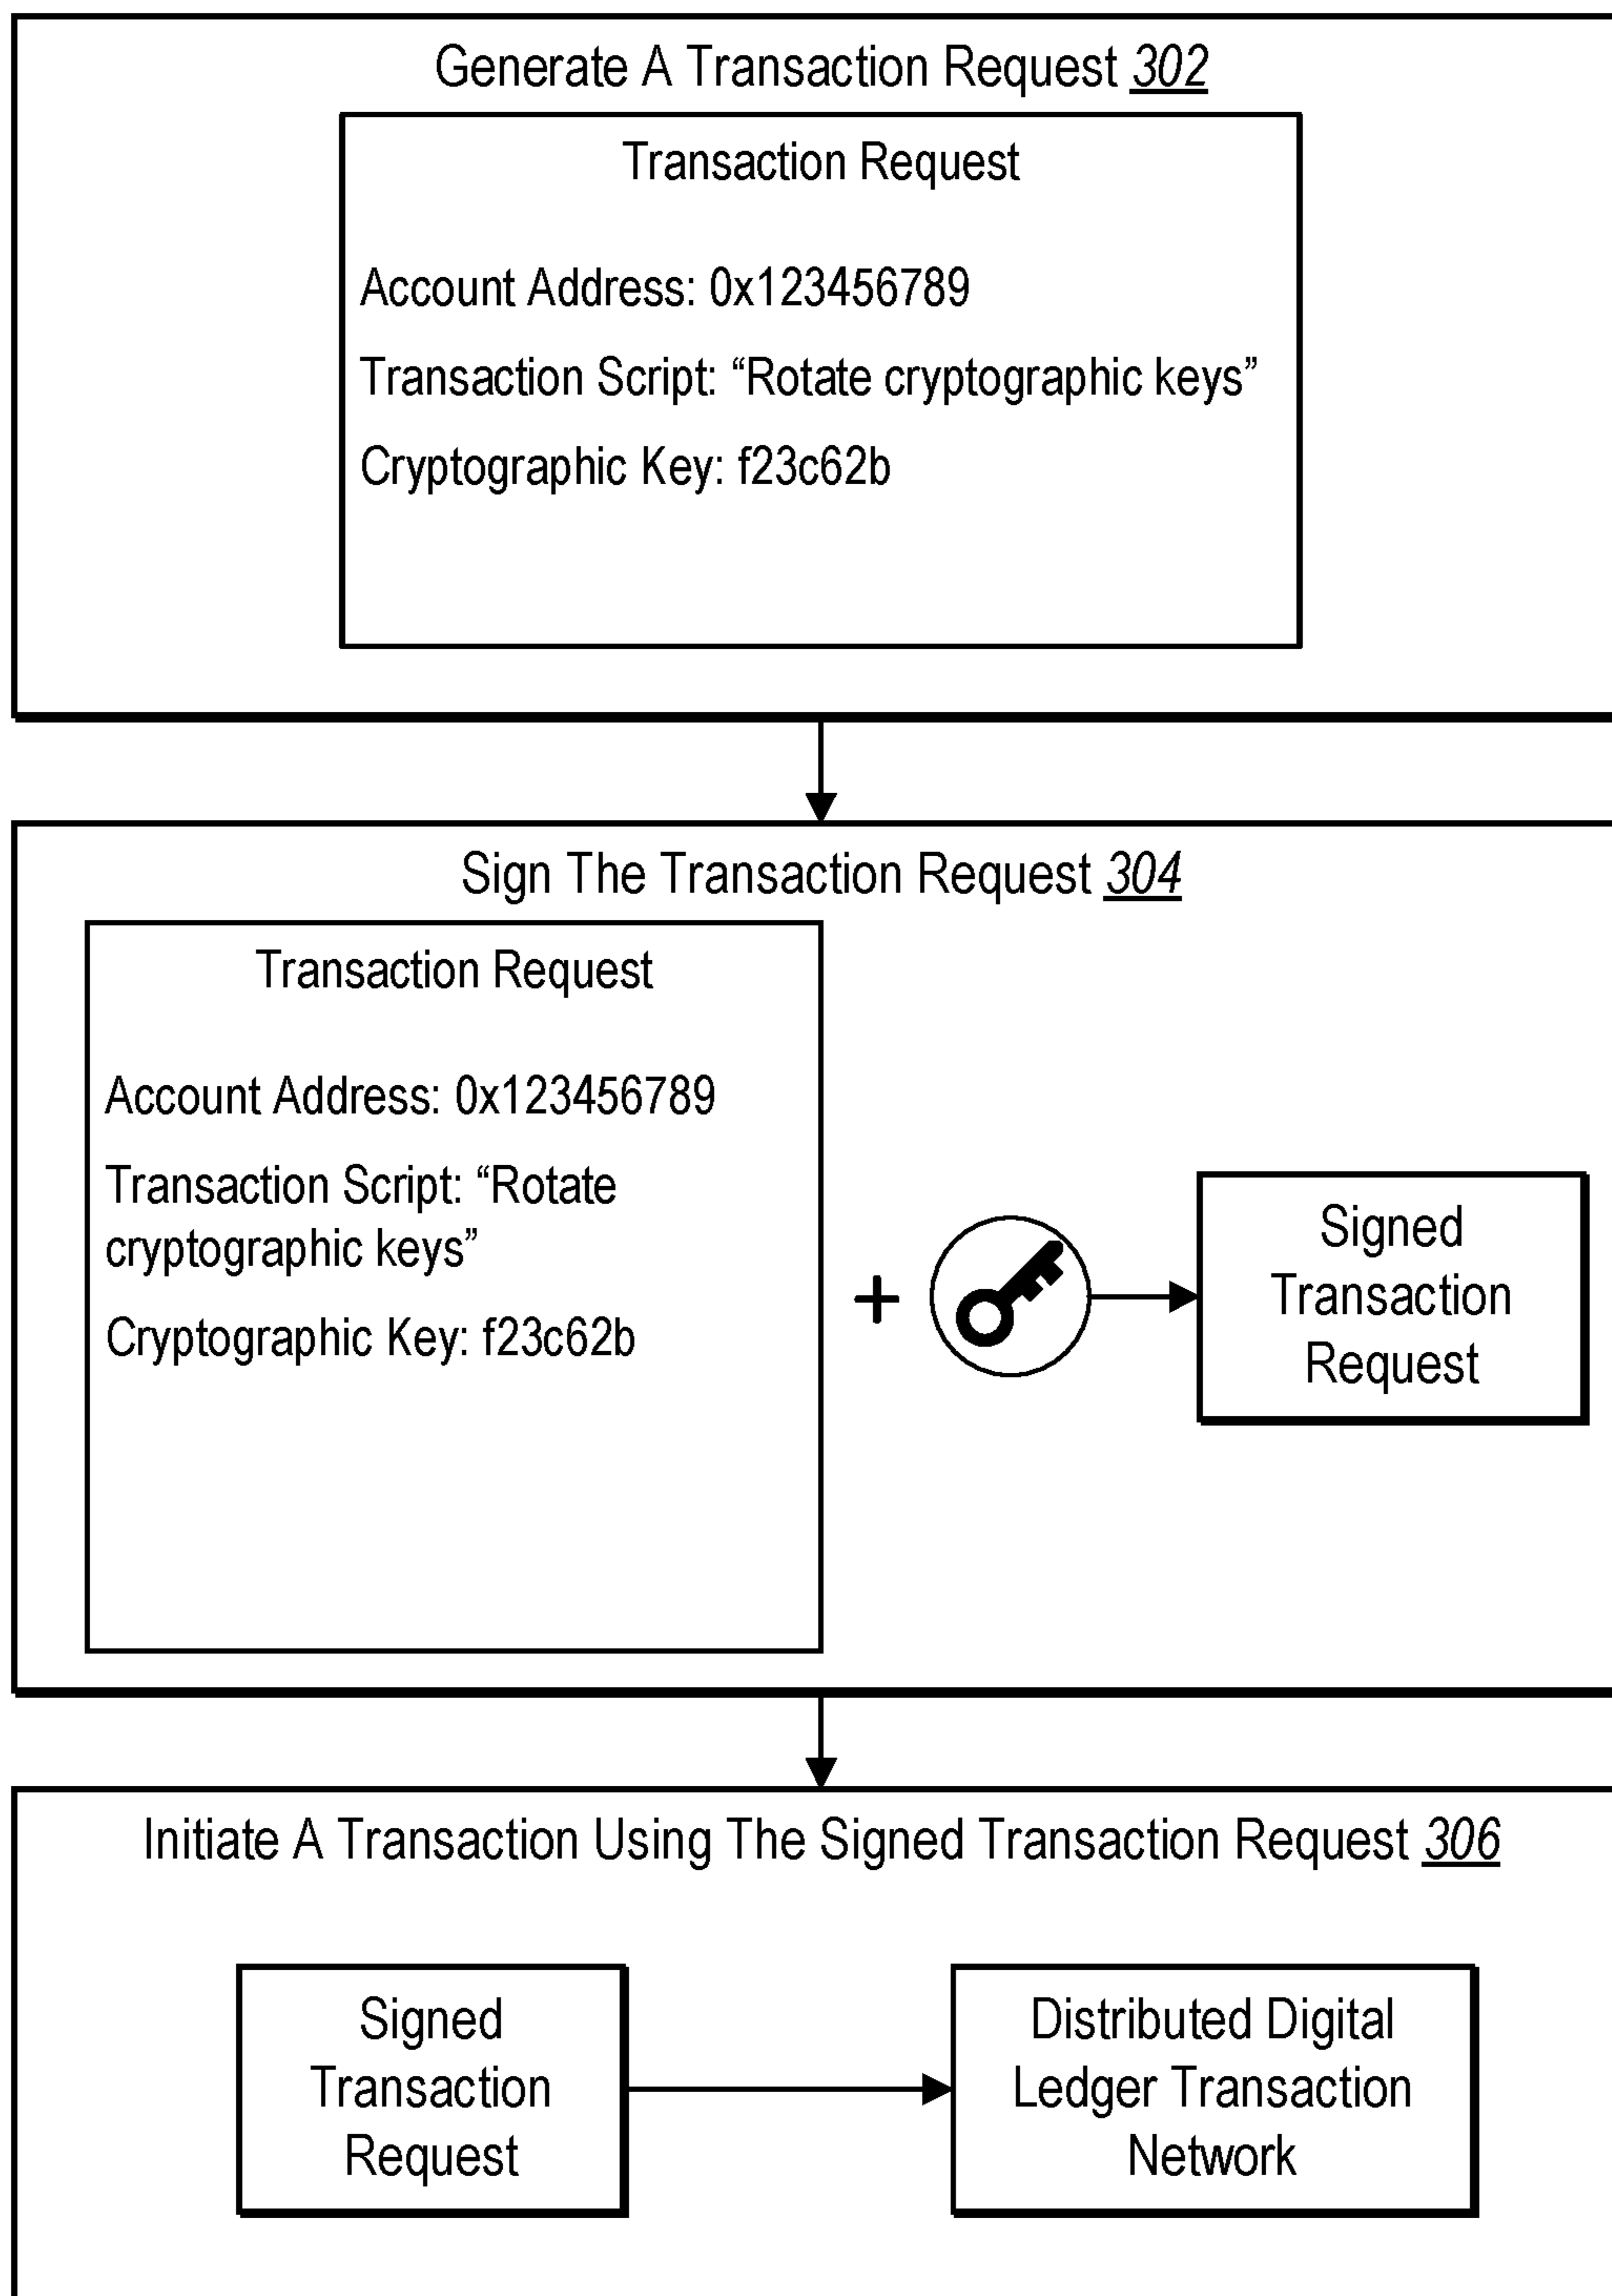 Generate A Transaction Request 302
Transaction Request
Account Address: 0x123456789
Transaction Script: “Rotate cryptographic keys”
Cryptographic Key: f23c62b
Sign The Transaction Request 304
Transaction Request
Account Address: 0x123456789
Transaction Script: “Rotate
cryptographic keys”
Cryptographic Key: f23c62b
+
Signed
Transaction
Request
Initiate A Transaction Using The Signed Transaction Request 306
Signed
Transaction
Request
Distributed Digital
Ledger Transaction
Network